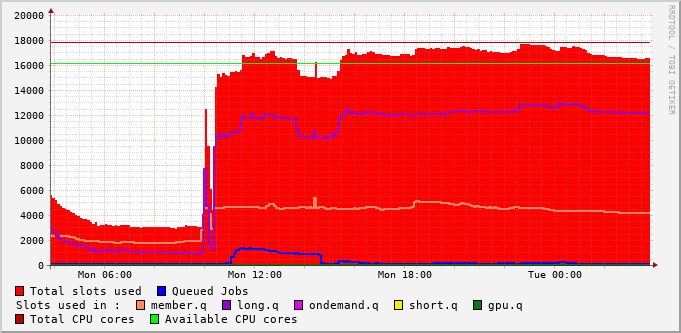 20000
18000
16000
14000
12000
10000
8000
6000
4000
2000
0
Mon 06:00 Mon 12:00 Mon 18:00 Tue 00:00
RRDTOOL / TOBI OETIKER
Total slots used Queued Jobs
Slots used in : member.q long.q ondemand.q short.q gpu.q
Total CPU cores Available CPU cores